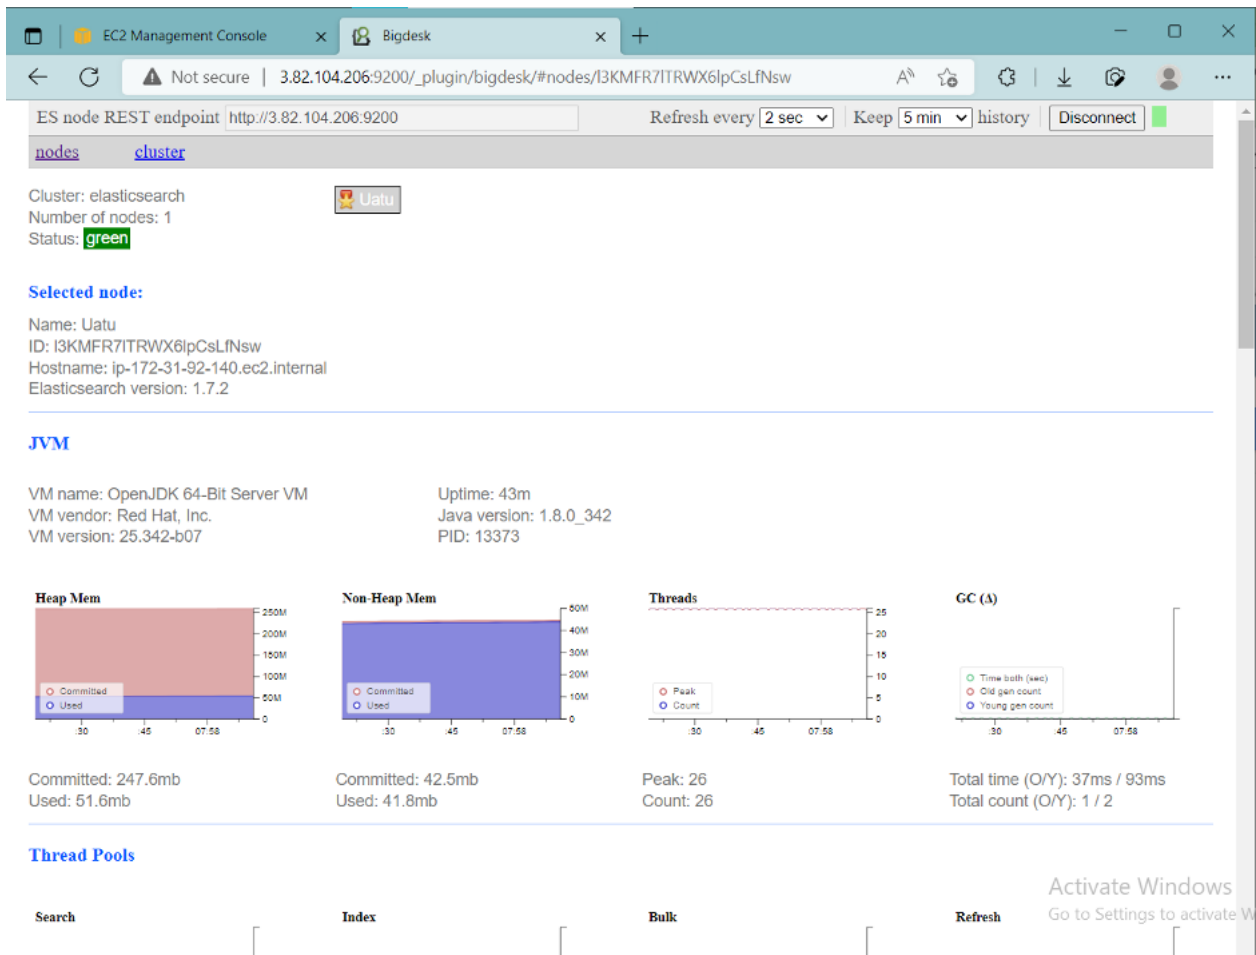 EC2 Management Console
Bigdesk
Not secure | 3.82.104.206:9200/_plugin/bigdesk/#nodes/l3KMFR7lTRWX6lpCsLfNsw
ES node REST endpoint http://3.82.104.206:9200 Refresh every 2 sec Keep 5 min history Disconnect
nodes cluster
Cluster: elasticsearch
Number of nodes: 1
Status: green
Uatu
Selected node:
Name: Uatu
ID: l3KMFR7lTRWX6lpCsLfNsw
Hostname: ip-172-31-92-140.ec2.internal
Elasticsearch version: 1.7.2
JVM
VM name: OpenJDK 64-Bit Server VM
VM vendor: Red Hat, Inc.
VM version: 25.342-b07
Uptime: 43m
Java version: 1.8.0_342
PID: 13373
Heap Mem
250M
200M
150M
100M
50M
0
Committed
Used
:30 :45 07:58
Committed: 247.6mb
Used: 51.6mb
Non-Heap Mem
50M
40M
30M
20M
10M
0
Committed
Used
:30 :45 07:58
Committed: 42.5mb
Used: 41.8mb
Threads
25
20
15
10
5
0
Peak
Count
:30 :45 07:58
Peak: 26
Count: 26
GC (Δ)
Time both (sec)
Old gen count
Young gen count
:30 :45 07:58
Total time (O/Y): 37ms / 93ms
Total count (O/Y): 1 / 2
Thread Pools
Search
Index
Bulk
Refresh
Activate Windows
Go to Settings to activate W